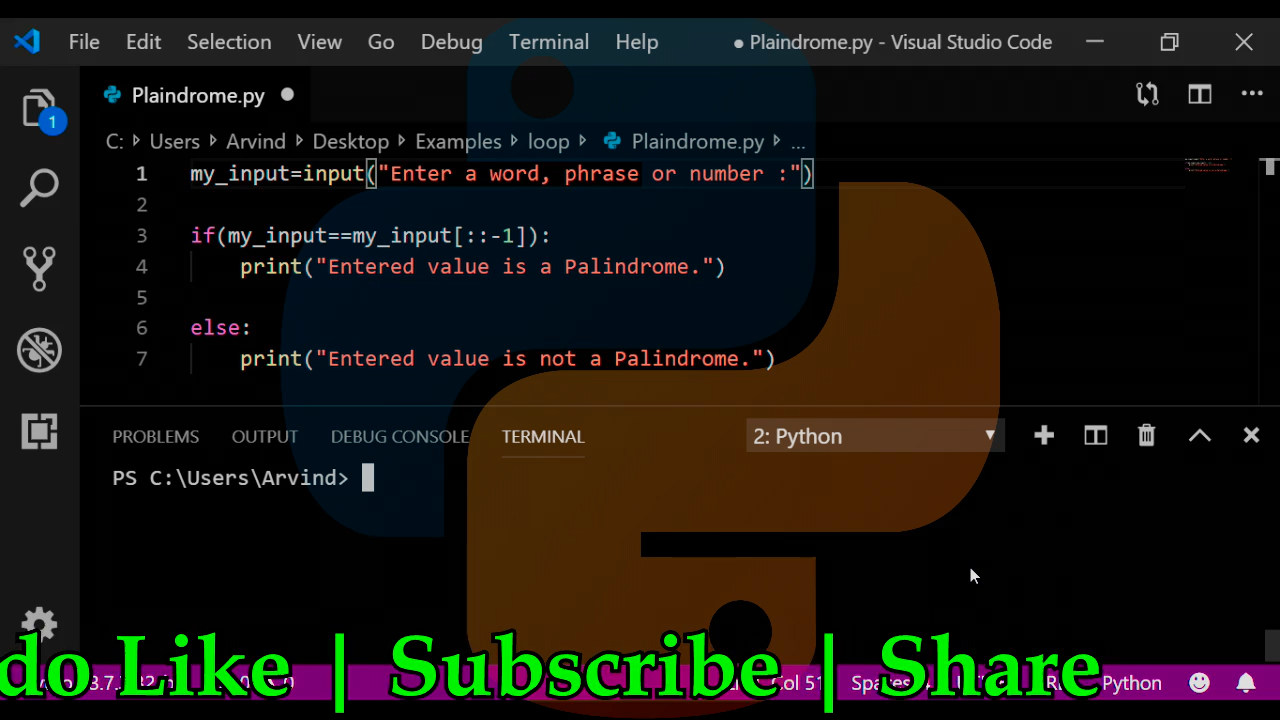 File Edit Selection View Go Debug Terminal Help ● Plaindrome.py - Visual Studio Code
Plaindrome.py
C: Users Arvind Desktop Examples loop Plaindrome.py ...
1
1 my_input=input("Enter a word, phrase or number :")
2
3 if(my_input==my_input[::-1]):
4 print("Entered value is a Palindrome.")
5
6 else:
7 print("Entered value is not a Palindrome.")
PROBLEMS OUTPUT DEBUG CONSOLE TERMINAL 2: Python
PS C:\Users\Arvind>
do Like | Subscribe | Share
Col 51 Python